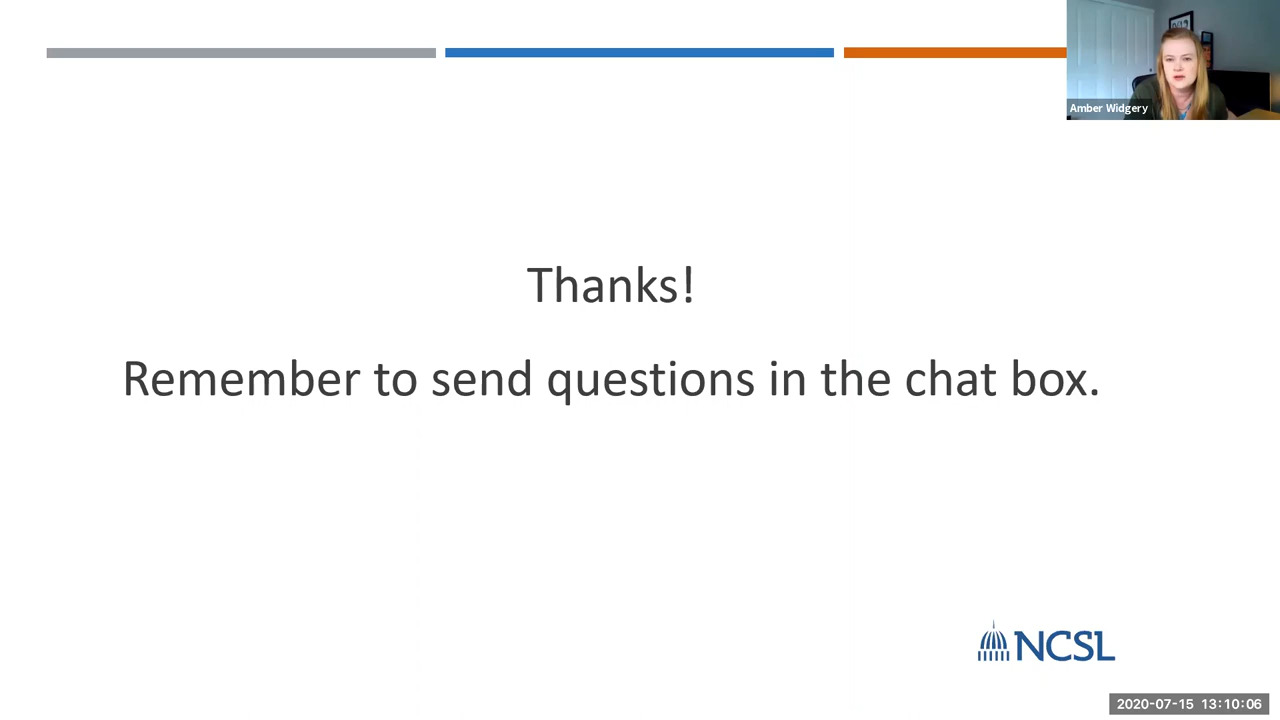 Amber Widgery
Thanks!
Remember to send questions in the chat box.
NCSL
2020-07-15 13:10:06